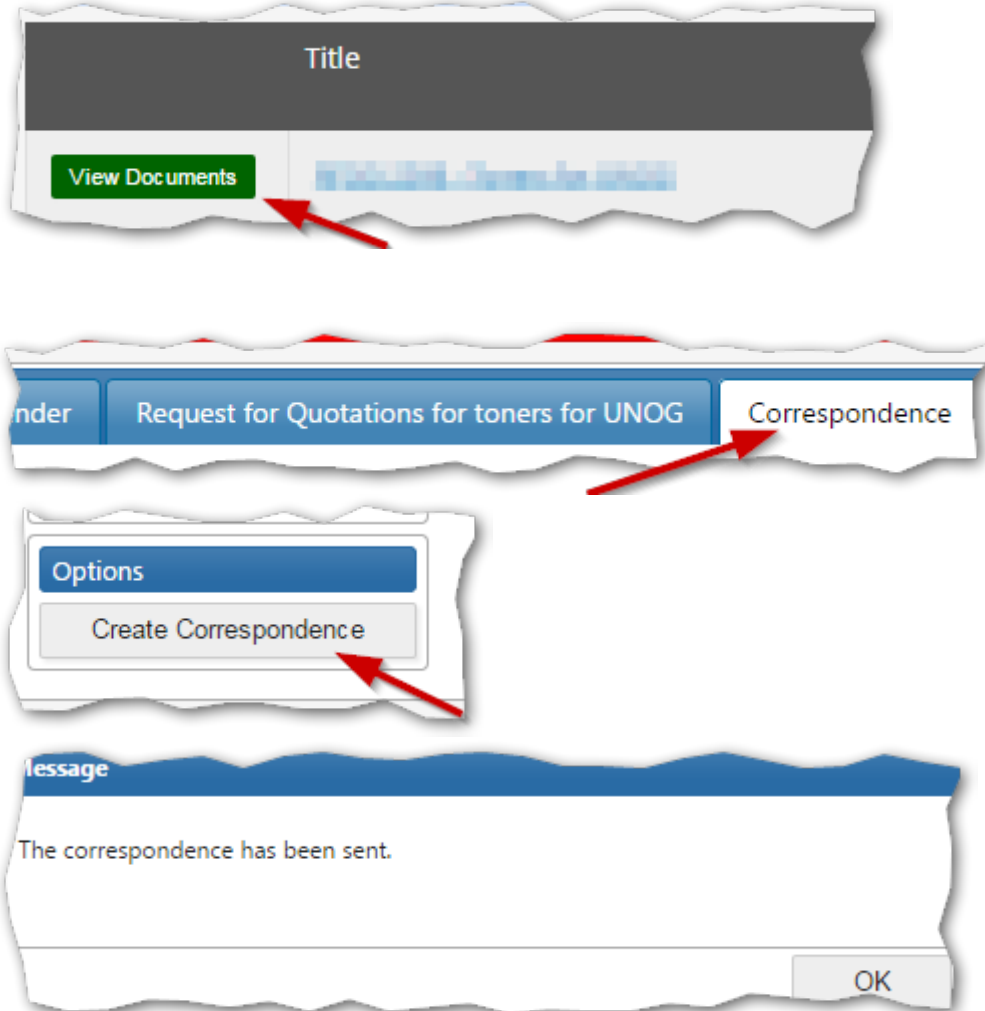 Title
View Documents
nder
Request for Quotations for toners for UNOG
Correspondence
Options
Create Correspondence
Message
The correspondence has been sent.
OK